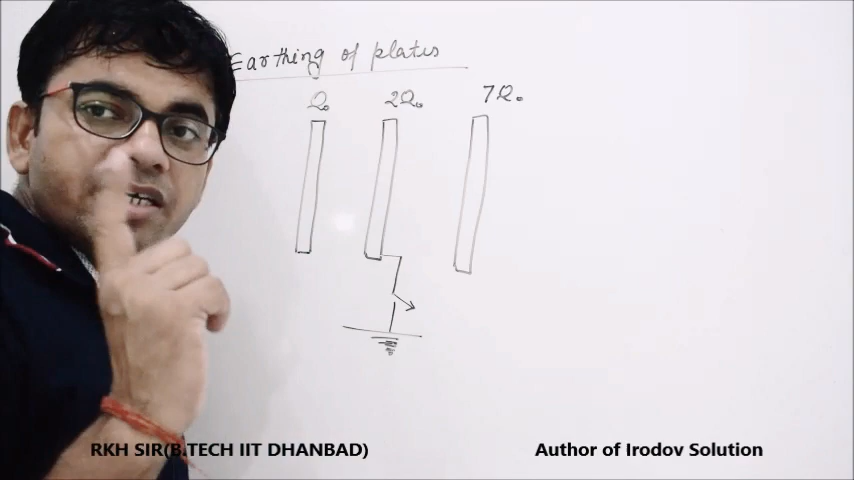 Earthing of plates
Q₀ 2Q₀ 7Q₀
RKH SIR(B.TECH IIT DHANBAD) Author of Irodov Solution